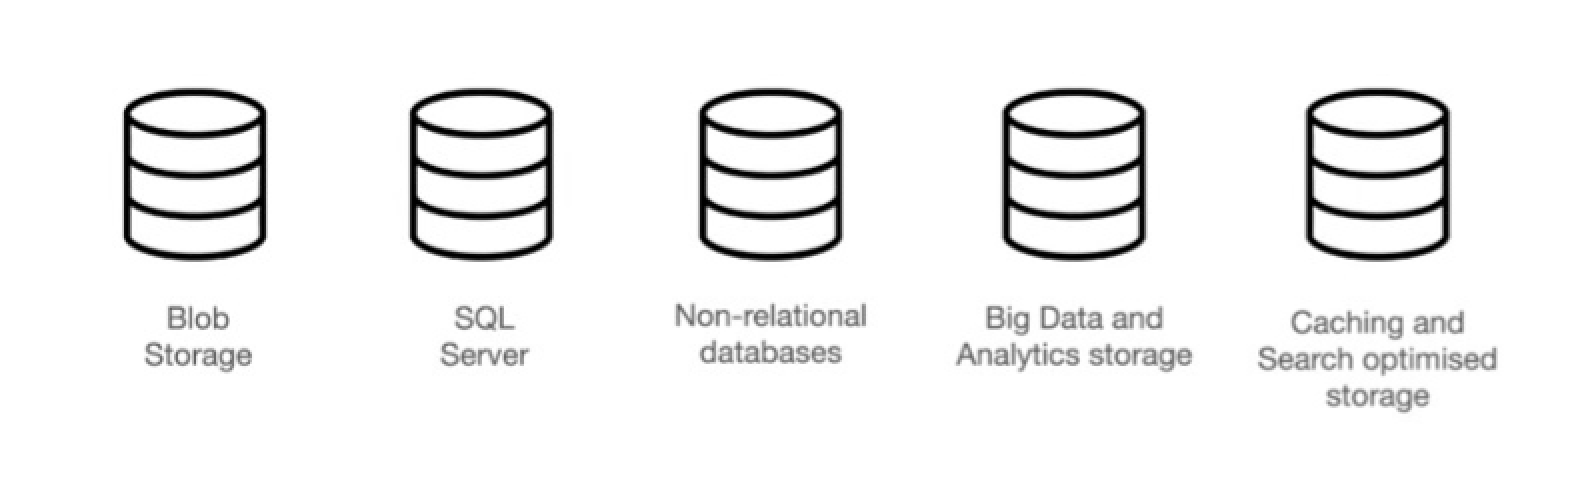 Blob
Storage
SQL
Server
Non-relational
databases
Big Data and
Analytics storage
Caching and
Search optimised
storage